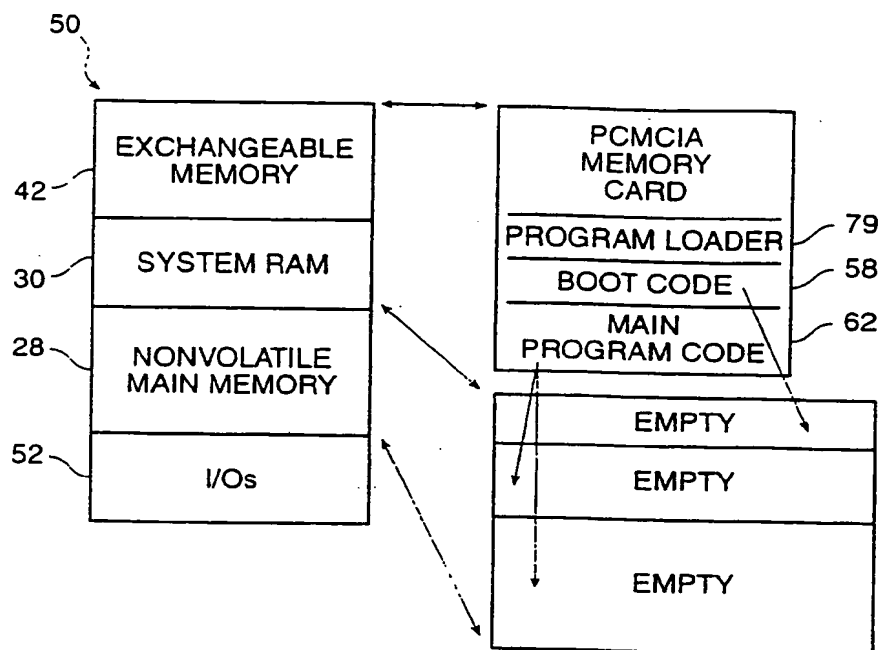 50
EXCHANGEABLE
MEMORY
42
SYSTEM RAM
30
28
NONVOLATILE
MAIN MEMORY
52
I/Os
PCMCIA
MEMORY
CARD
PROGRAM LOADER
79
BOOT CODE
58
MAIN
PROGRAM CODE
62
EMPTY
EMPTY
EMPTY